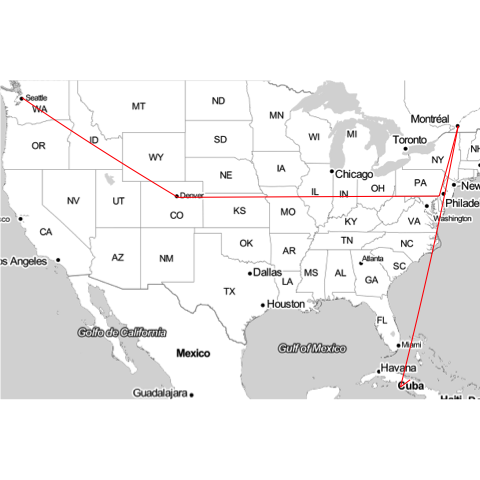 Seattle
WA
MT
ND
MN
Montréal
OR
ID
WY
SD
WI
MI
Toronto
NY
NH
NE
IA
Chicago
Denver
NV
UT
CO
KS
MO
IL
IN
OH
PA
New
Philade
Washington
sco
CA
KY
VA
AZ
NM
OK
AR
TN
NC
os Angeles
Dallas
MS
AL
Atlanta
GA
SC
TX
LA
Houston
FL
Golfo de California
Mexico
Gulf of Mexico
Miami
Havana
Cuba
Guadalajara